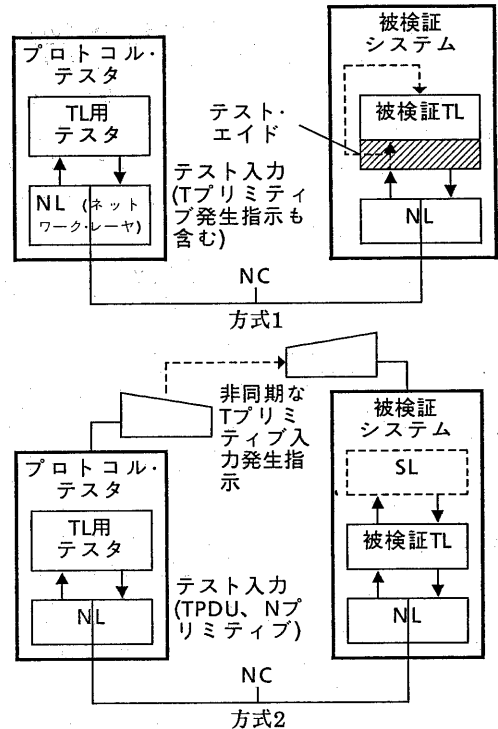 プロトコル・
テスタ
TL用
テスタ
NL (ネット
ワーク・レーヤ)
テスト・
エイド
テスト入力
(Tプリミティ
ブ発生指示も
含む)
被検証
システム
被検証TL
NL
NC
方式1
非同期な
Tプリミ
ティブ入
力発生指
示
プロトコル・
テスタ
TL用
テスタ
NL
テスト入力
(TPDU、Nプ
リミティブ)
被検証
システム
SL
被検証TL
NL
NC
方式2